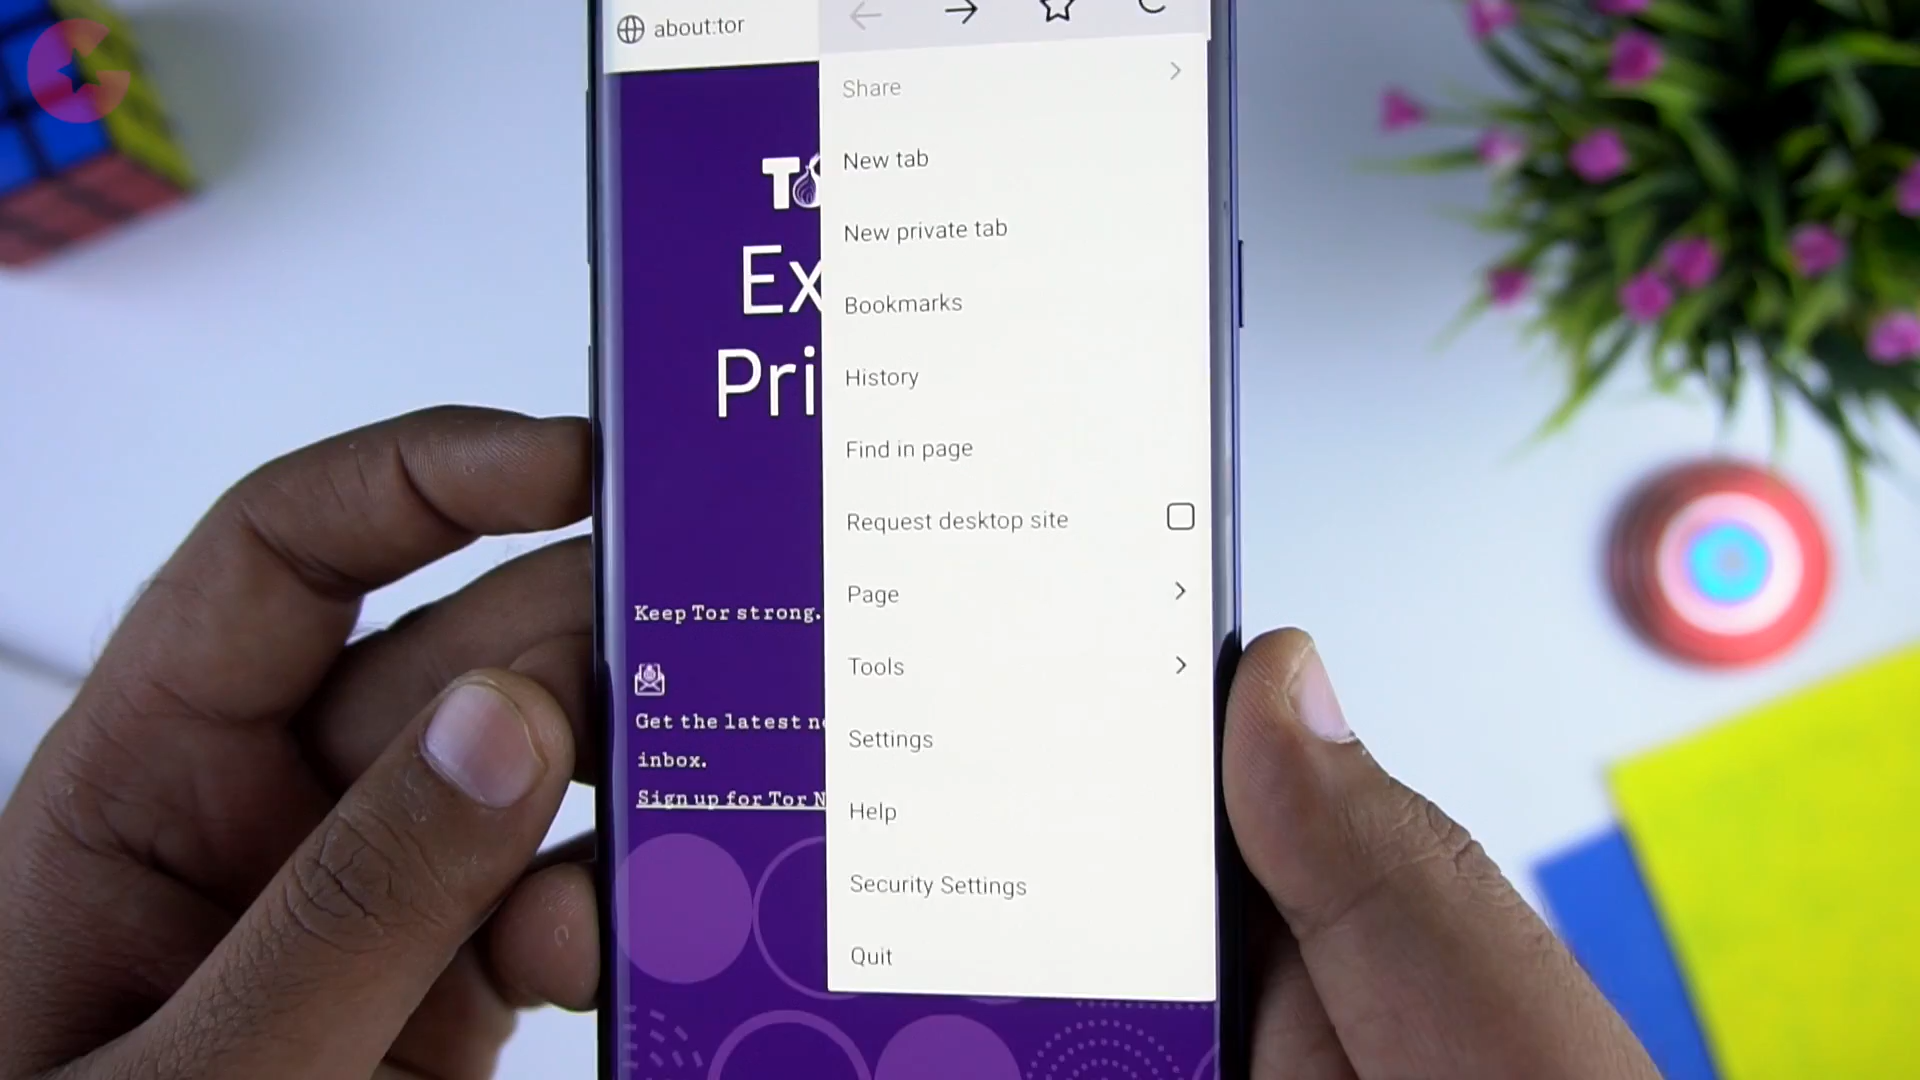 about:tor
Share
New tab
New private tab
Bookmarks
History
Find in page
Request desktop site
Page
Tools
Settings
Help
Security Settings
Quit
Ex
Pri
Keep Tor strong.
Get the latest
inbox.
Sign up for Tor N